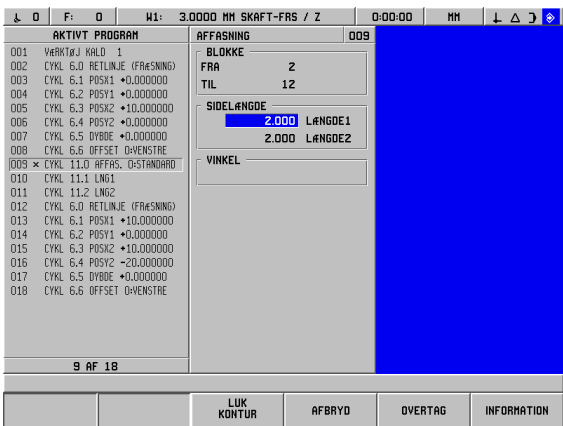 0 F: 0 W1: 3.0000 MM SKAFT-FRS / Z 0:00:00 MM
AKTIVT PROGRAM
001 VÆRKTØJ KALD 1
002 CYKL 6.0 RETLINJE (FRÆSNING)
003 CYKL 6.1 POSX1 +0.000000
004 CYKL 6.2 POSY1 +0.000000
005 CYKL 6.3 POSX2 +10.000000
006 CYKL 6.4 POSY2 +0.000000
007 CYKL 6.5 DYBDE +0.000000
008 CYKL 6.6 OFFSET 0:VENSTRE
009 × CYKL 11.0 AFFAS. 0:STANDARD
010 CYKL 11.1 LNG1
011 CYKL 11.2 LNG2
012 CYKL 6.0 RETLINJE (FRÆSNING)
013 CYKL 6.1 POSX1 +10.000000
014 CYKL 6.2 POSY1 +0.000000
015 CYKL 6.3 POSX2 +10.000000
016 CYKL 6.4 POSY2 -20.000000
017 CYKL 6.5 DYBDE +0.000000
018 CYKL 6.6 OFFSET 0:VENSTRE
9 AF 18
AFFASNING 009
BLOKKE
FRA 2
TIL 12
SIDELÆNGDE
2.000 LÆNGDE1
2.000 LÆNGDE2
VINKEL
LUK
KONTUR
AFBRYD
OVERTAG
INFORMATION